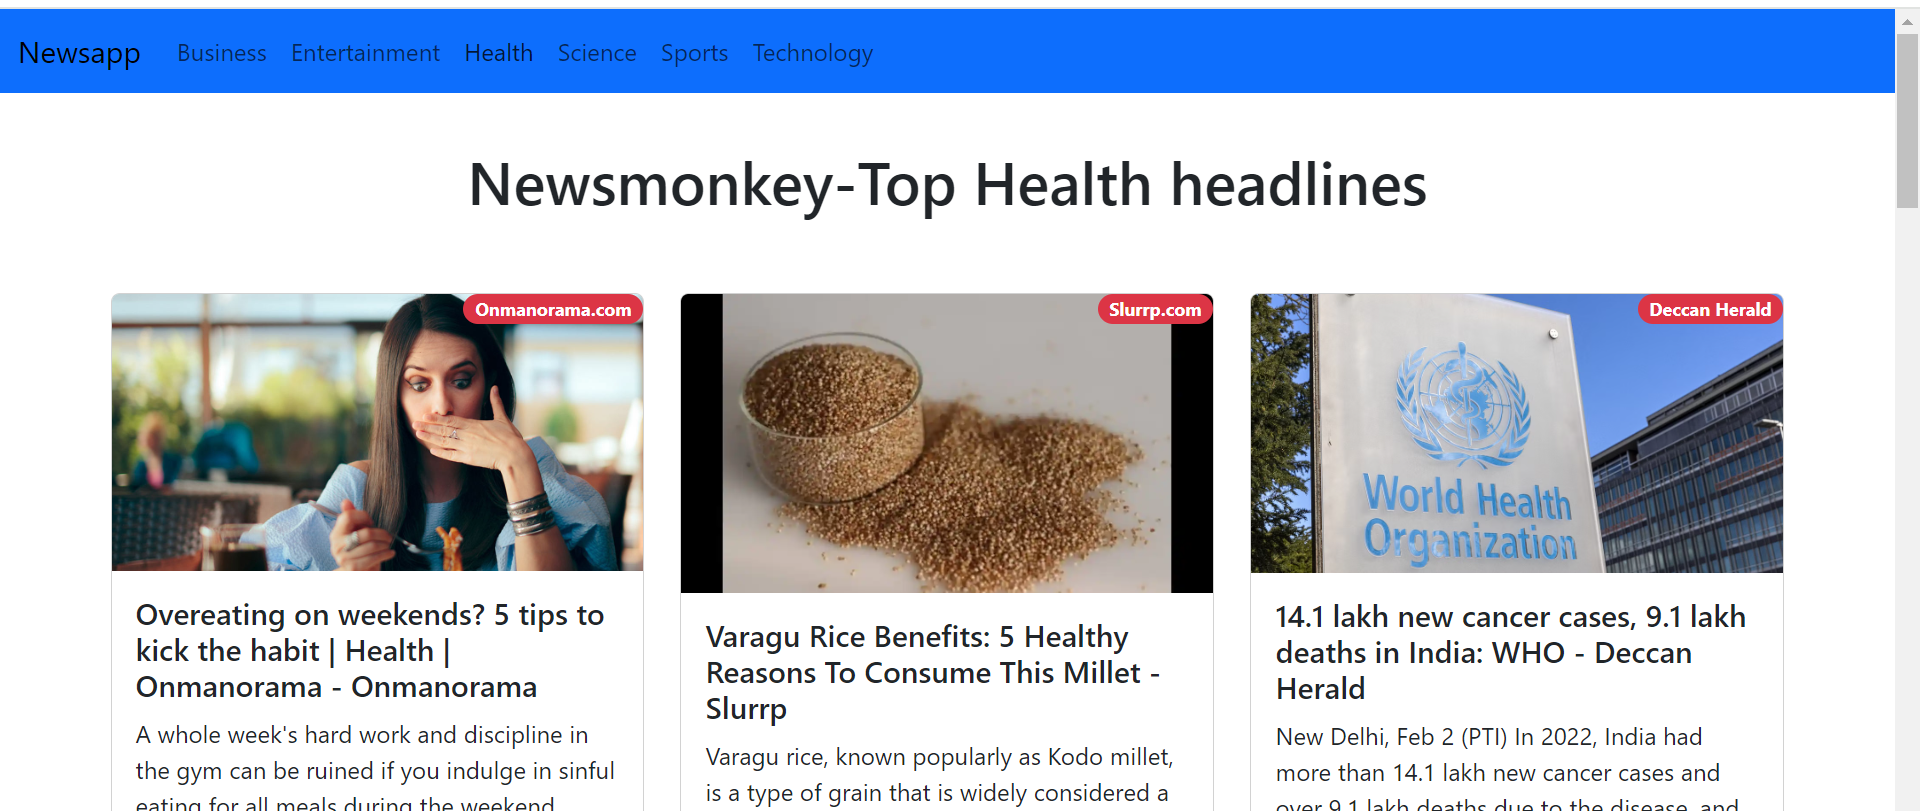 Newsapp Business Entertainment Health Science Sports Technology
Newsmonkey-Top Health headlines
Onmanorama.com
Overeating on weekends? 5 tips to
kick the habit | Health |
Onmanorama - Onmanorama
A whole week's hard work and discipline in
the gym can be ruined if you indulge in sinful
eating for all meals during the weekend
Slurrp.com
Varagu Rice Benefits: 5 Healthy
Reasons To Consume This Millet -
Slurrp
Varagu rice, known popularly as Kodo millet,
is a type of grain that is widely considered a
Deccan Herald
World Health
Organization
14.1 lakh new cancer cases, 9.1 lakh
deaths in India: WHO - Deccan
Herald
New Delhi, Feb 2 (PTI) In 2022, India had
more than 14.1 lakh new cancer cases and
over 9.1 lakh deaths due to the disease, and